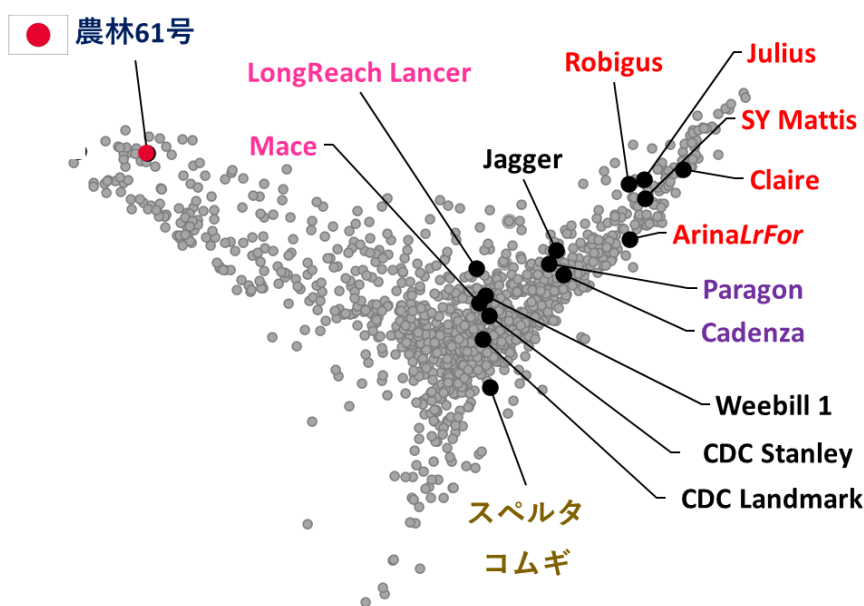 農林61号
LongReach Lancer
Mace
Jagger
Robigus
Julius
SY Mattis
Claire
ArinaLrFor
Paragon
Cadenza
Weebill 1
CDC Stanley
CDC Landmark
スペルタ
コムギ